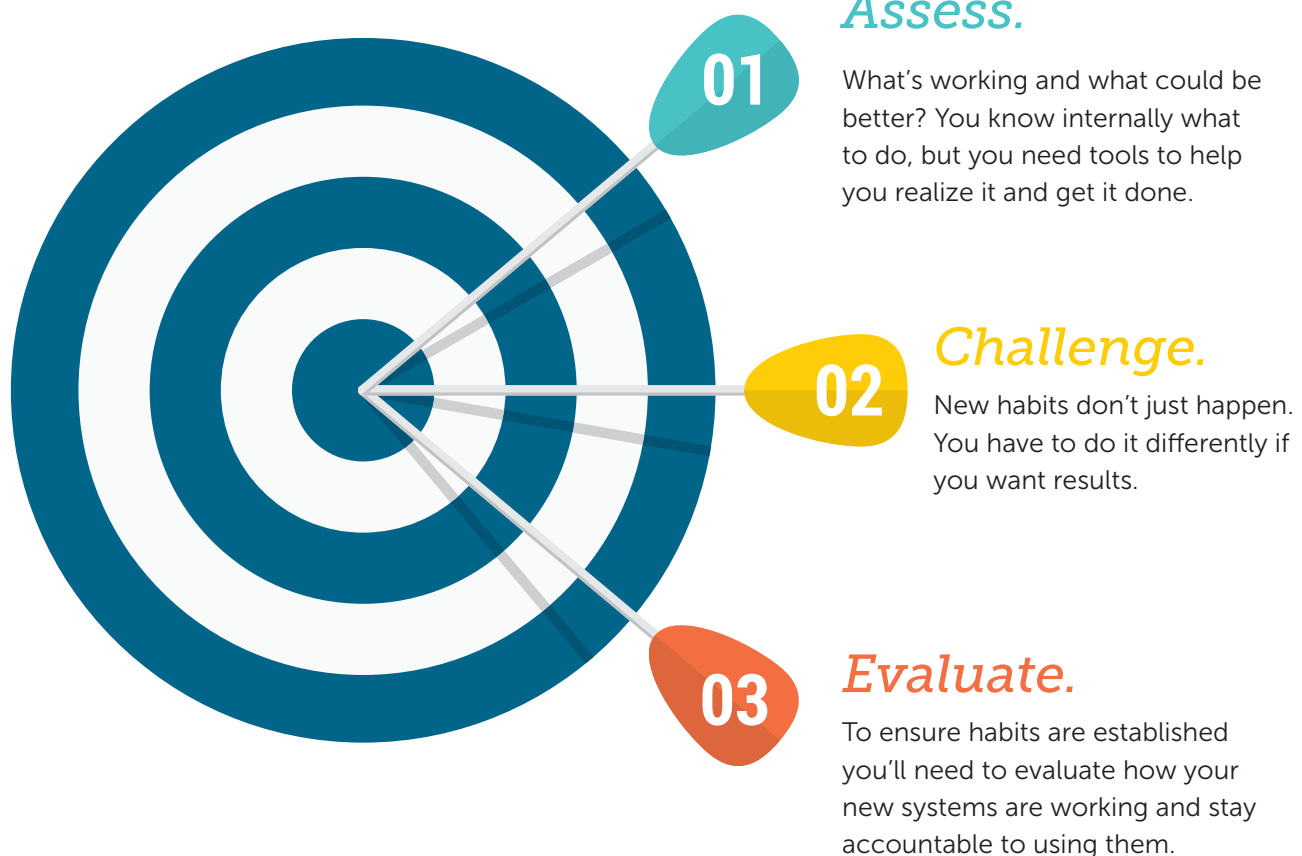 Assess.
01
What’s working and what could be
better? You know internally what
to do, but you need tools to help
you realize it and get it done.
Challenge.
02
New habits don’t just happen.
You have to do it differently if
you want results.
Evaluate.
03
To ensure habits are established
you’ll need to evaluate how your
new systems are working and stay
accountable to using them.